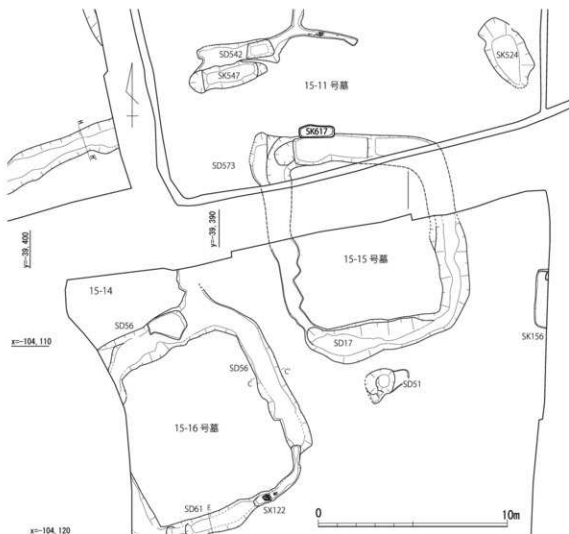 SD542
SK547
SK524
15-11号墓
SK617
SD573
y=-39,400
y=-39,390
15-15号墓
15-14
SD56
x=-104,110
SD17
SK156
SD56
C
C'
SD51
15-16号墓
SD61
E
SX122
0
10m
x=-104,120